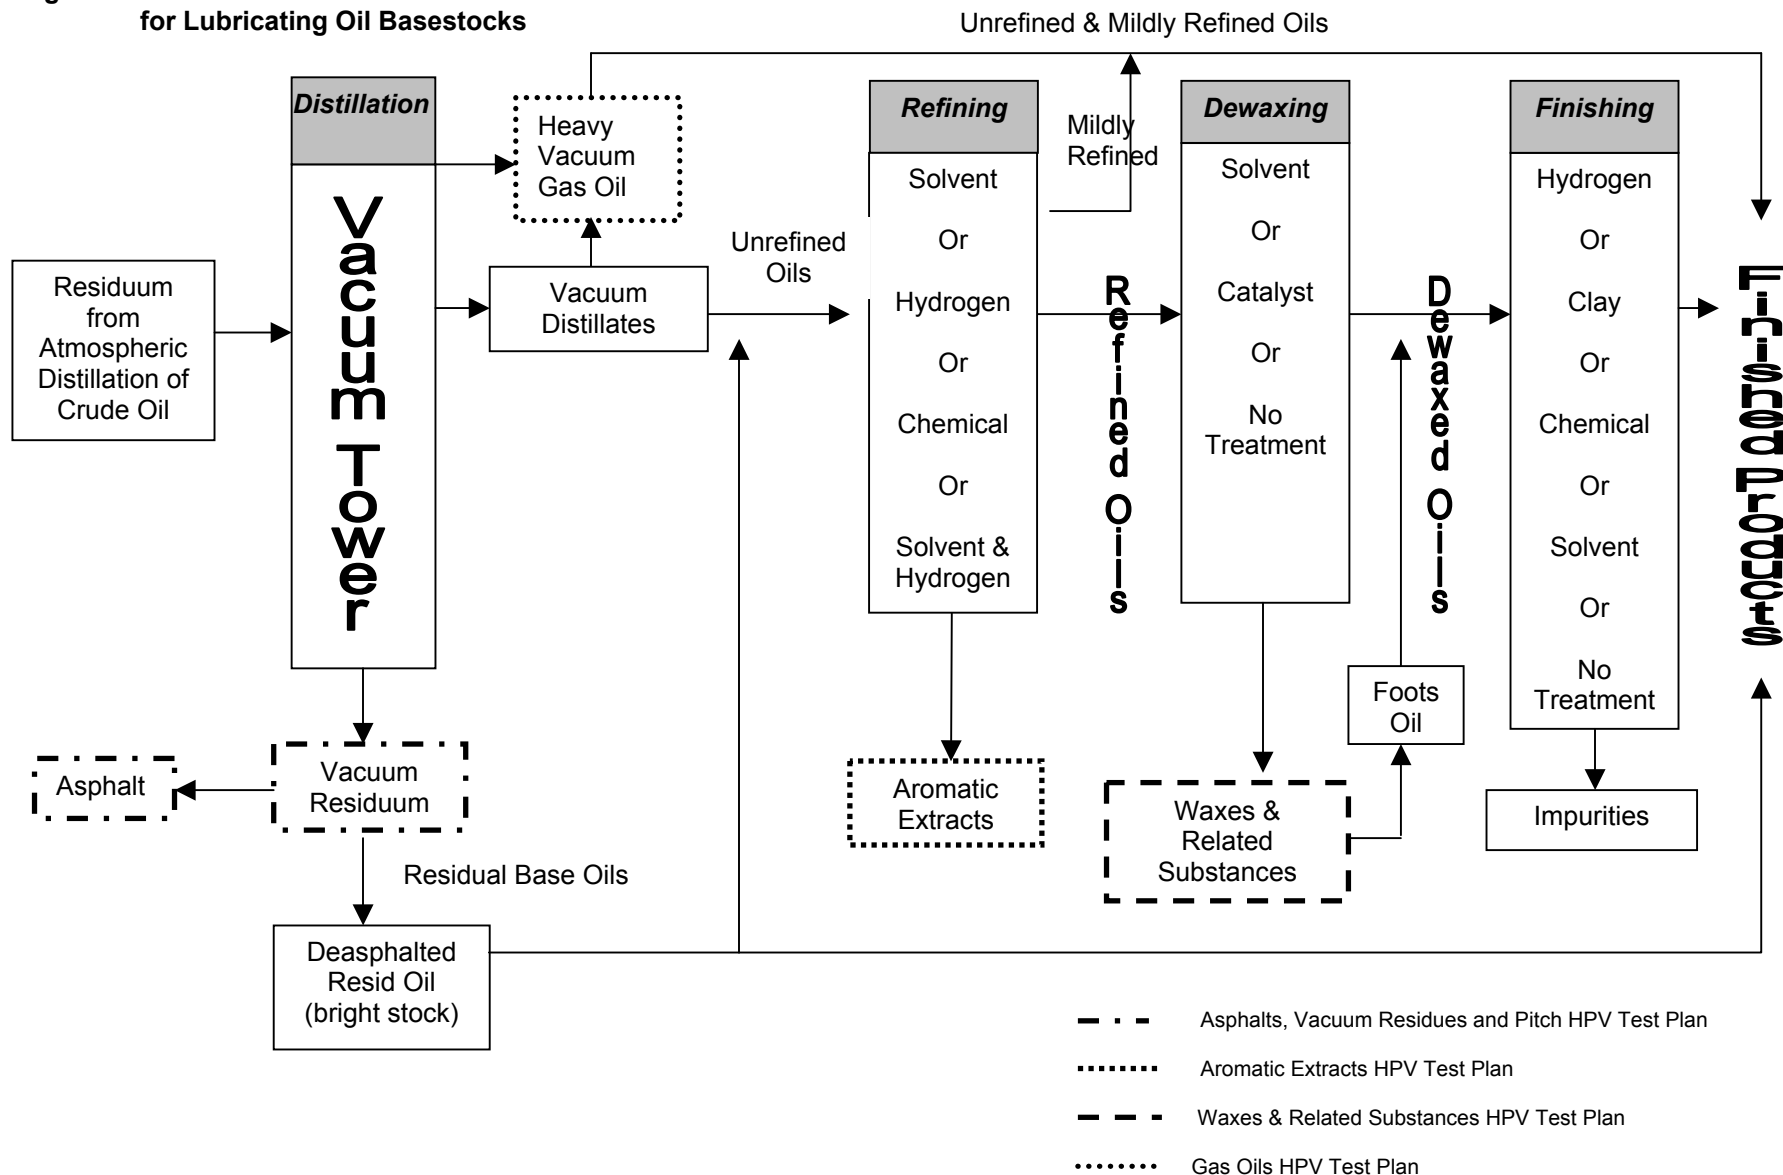 for Lubricating Oil Basestocks
Unrefined & Mildly Refined Oils
Distillation
Vacuum Tower
Heavy
Vacuum
Gas Oil
Refining
Solvent
Or
Hydrogen
Or
Chemical
Or
Solvent &
Hydrogen
Mildly
Refined
Dewaxing
Solvent
Or
Catalyst
Or
No
Treatment
Finishing
Hydrogen
Or
Clay
Or
Chemical
Or
Solvent
Or
No
Treatment
Residuum
from
Atmospheric
Distillation of
Crude Oil
Vacuum
Distillates
Unrefined
Oils
Refined Oils
Dewaxed Oils
Finished Products
Foots
Oil
Asphalt
Vacuum
Residuum
Aromatic
Extracts
Waxes &
Related
Substances
Impurities
Residual Base Oils
Deasphalted
Resid Oil
(bright stock)
Asphalts, Vacuum Residues and Pitch HPV Test Plan
Aromatic Extracts HPV Test Plan
Waxes & Related Substances HPV Test Plan
Gas Oils HPV Test Plan